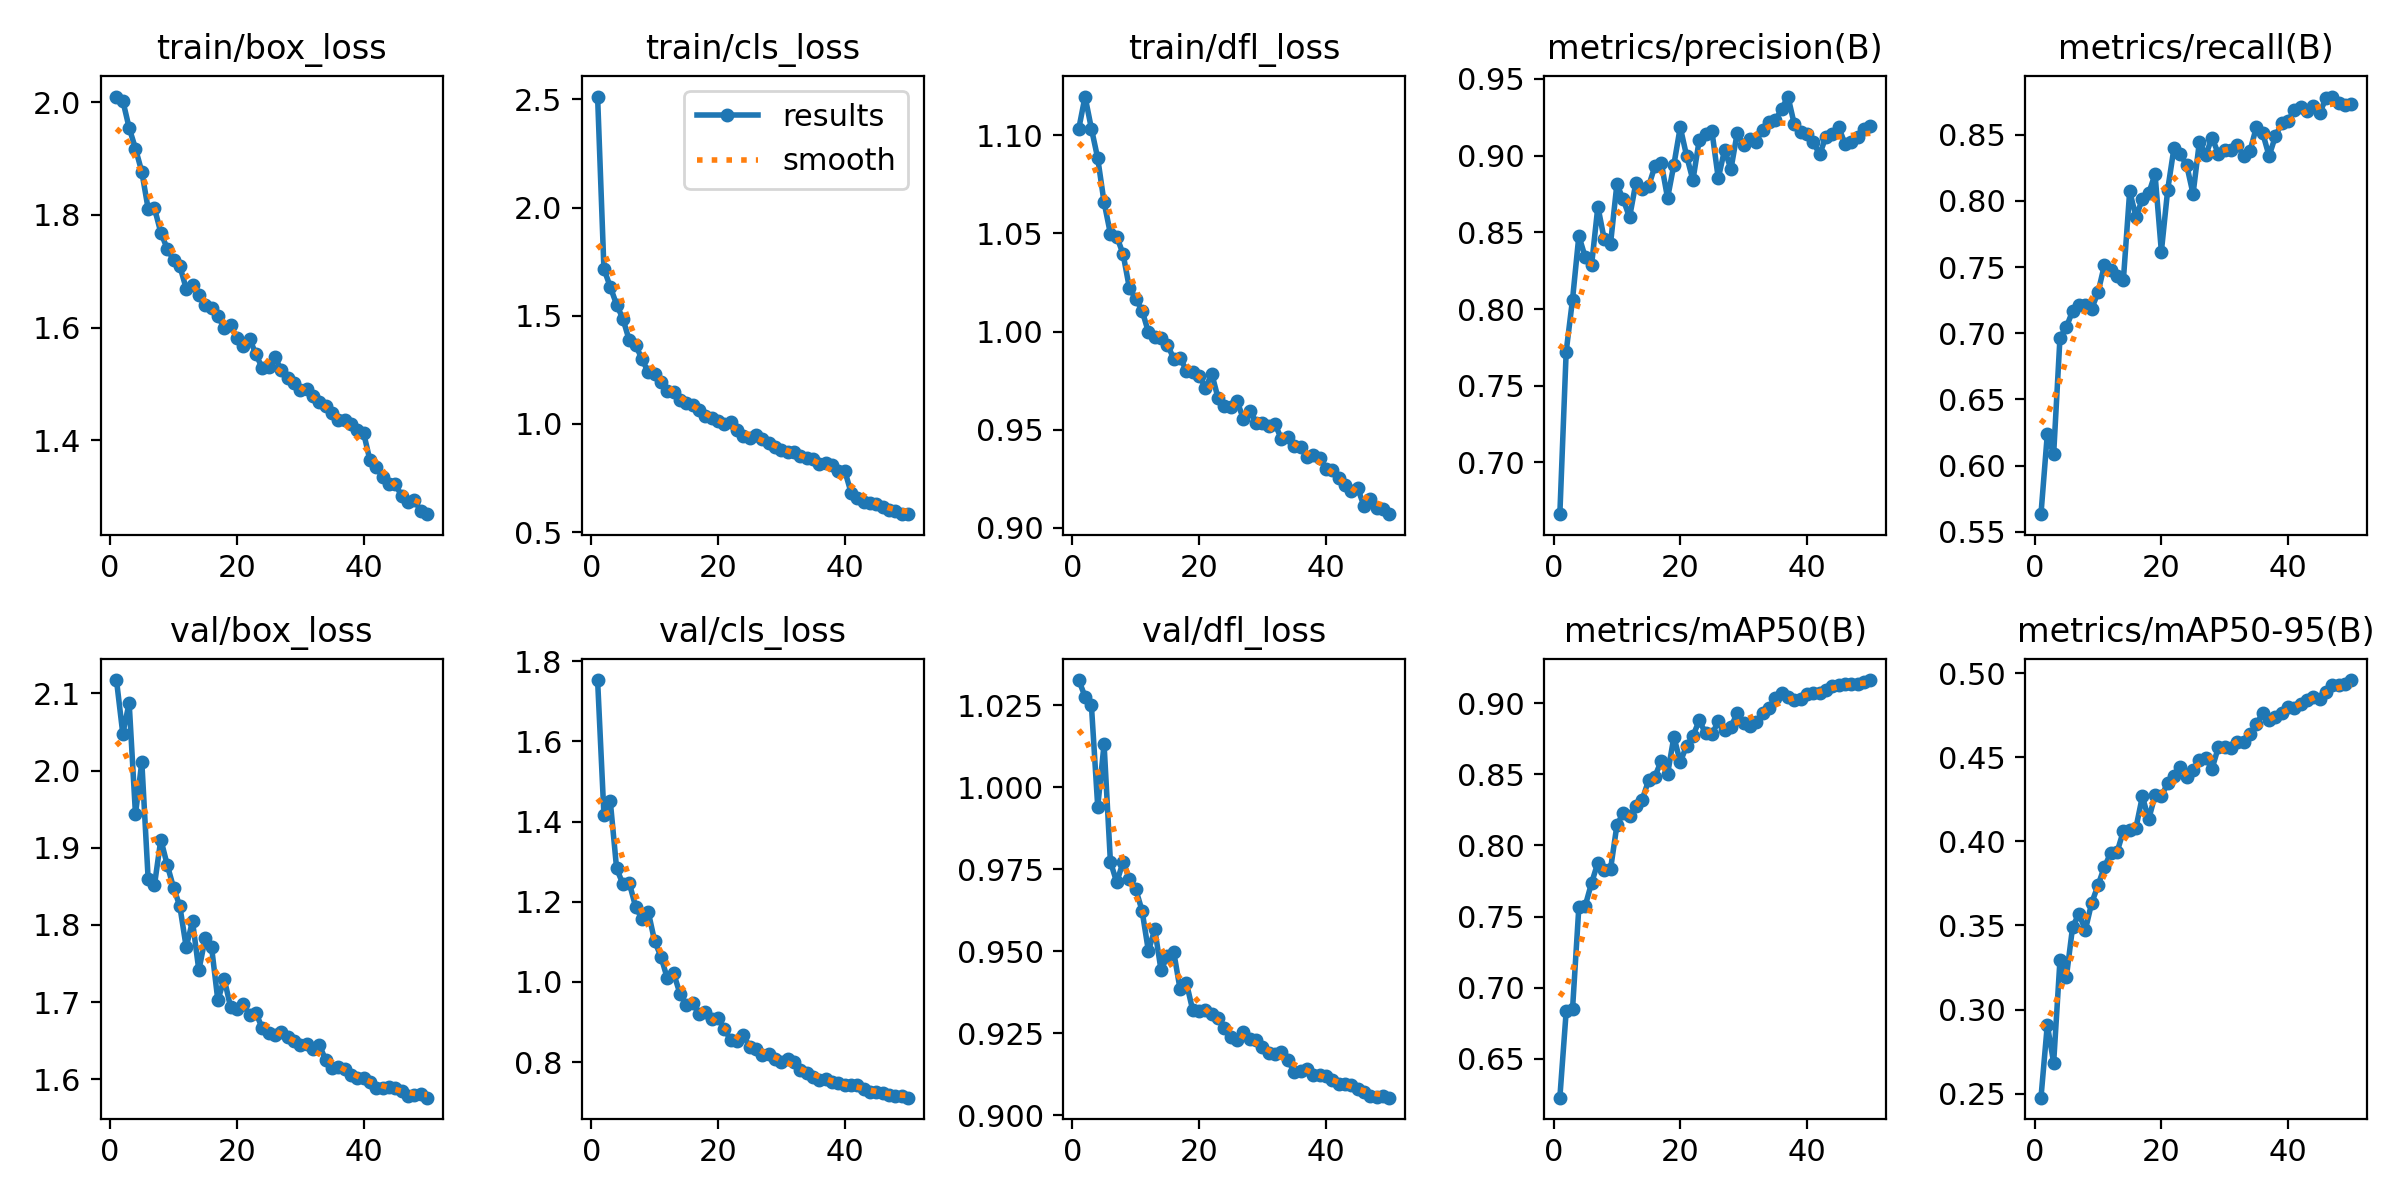 train/box_loss
2.0
1.8
1.6
1.4
0 20 40
train/cls_loss
results
smooth
2.5
2.0
1.5
1.0
0.5
0 20 40
train/dfl_loss
1.10
1.05
1.00
0.95
0.90
0 20 40
metrics/precision(B)
0.95
0.90
0.85
0.80
0.75
0.70
0 20 40
metrics/recall(B)
0.85
0.80
0.75
0.70
0.65
0.60
0.55
0 20 40
val/box_loss
2.1
2.0
1.9
1.8
1.7
1.6
0 20 40
val/cls_loss
1.8
1.6
1.4
1.2
1.0
0.8
0 20 40
val/dfl_loss
1.025
1.000
0.975
0.950
0.925
0.900
0 20 40
metrics/mAP50(B)
0.90
0.85
0.80
0.75
0.70
0.65
0 20 40
metrics/mAP50-95(B)
0.50
0.45
0.40
0.35
0.30
0.25
0 20 40